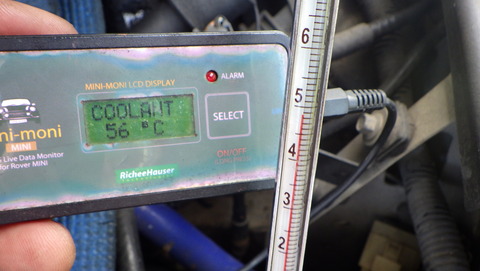 MINI-MONI LCD DISPLAY
ALARM
COOLANT
56 °C
SELECT
ni-moni
MINI
Live Data Monitor
for Rover MINI
ON/OFF
RicheeHauser
6
5
4
3
2